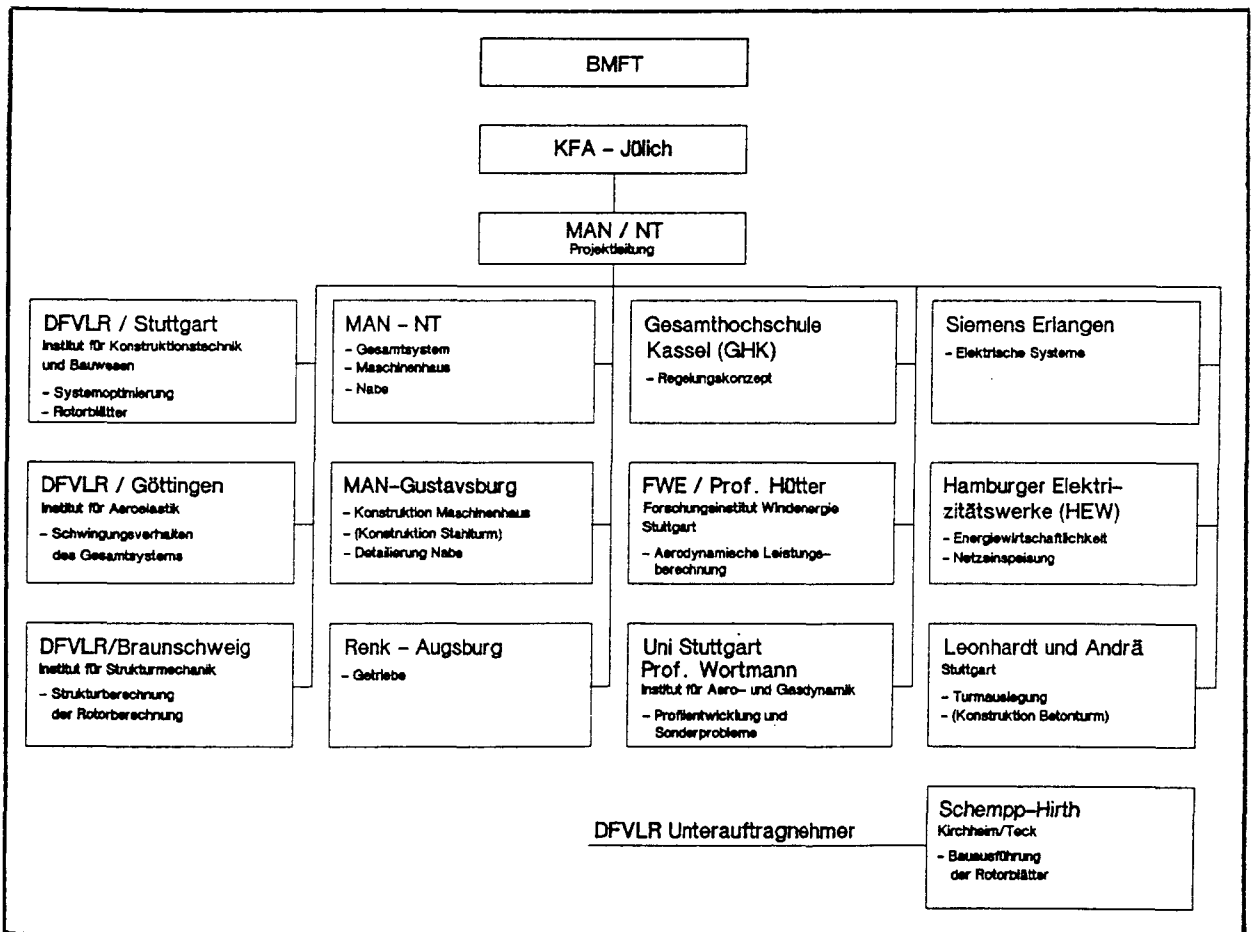 BMFT
KFA – Jülich
MAN / NT
Projektleitung
DFVLR / Stuttgart
Institut für Konstruktionstechnik
und Bauwesen
– Systemoptimierung
– Rotorblätter
MAN – NT
– Gesamtsystem
– Maschinenhaus
– Nabe
Gesamthochschule
Kassel (GHK)
– Regelungskonzept
Siemens Erlangen
– Elektrische Systeme
DFVLR / Göttingen
Institut für Aeroelastik
– Schwingungsverhalten
des Gesamtsystems
MAN–Gustavsburg
– Konstruktion Maschinenhaus
– (Konstruktion Stahlturm)
– Detailierung Nabe
FWE / Prof. Hütter
Forschungsinstitut Windenergie
Stuttgart
– Aerodynamische Leistungs–
berechnung
Hamburger Elektri–
zitätswerke (HEW)
– Energiewirtschaftlichkeit
– Netzeinspeisung
DFVLR/Braunschweig
Institut für Strukturmechanik
– Strukturberechnung
der Rotorberechnung
Renk – Augsburg
– Getriebe
Uni Stuttgart
Prof. Wortmann
Institut für Aero– und Gasdynamik
– Profilentwicklung und
Sonderprobleme
Leonhardt und Andrä
Stuttgart
– Turmauslegung
– (Konstruktion Betonturm)
DFVLR Unterauftragnehmer
Schempp–Hirth
Kirchheim/Teck
– Bauausführung
der Rotorblätter